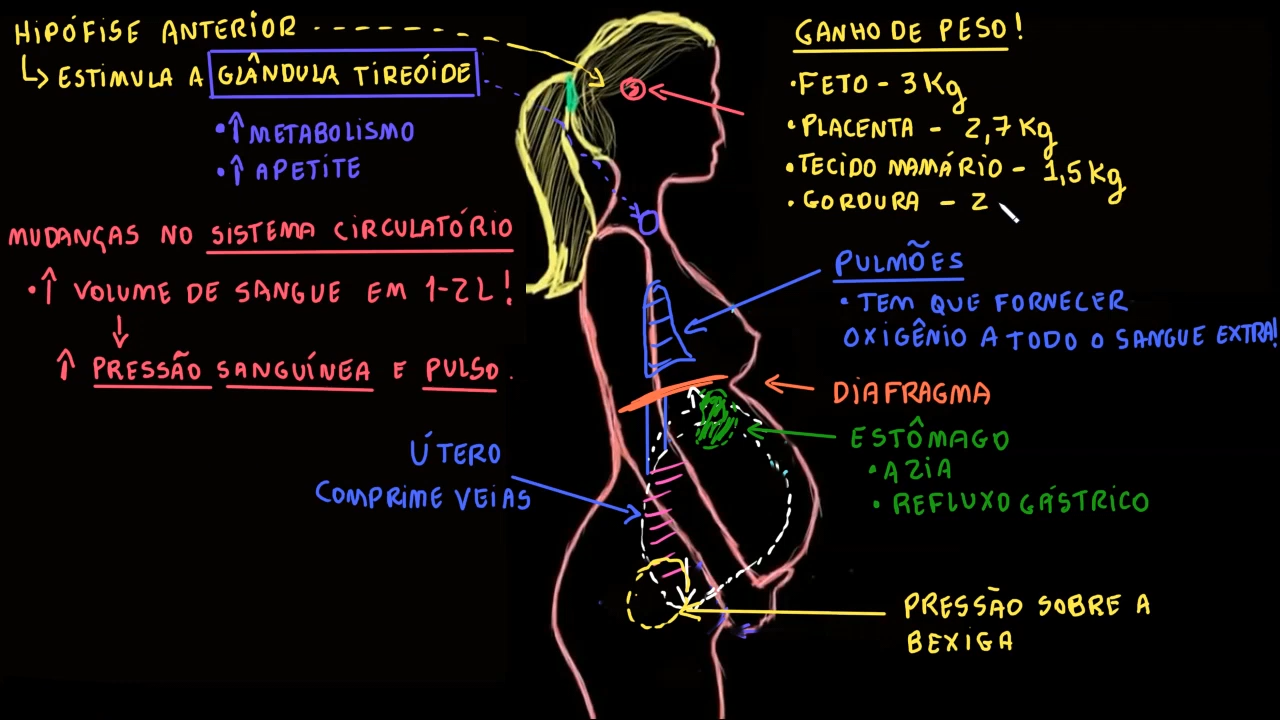 HIPÓFISE ANTERIOR
ESTIMULA A GLÂNDULA TIREÓIDE
• ↑ METABOLISMO
• ↑ APETITE
MUDANÇAS NO SISTEMA CIRCULATÓRIO
• ↑ VOLUME DE SANGUE EM 1-2 L!
↑ PRESSÃO SANGUÍNEA E PULSO.
ÚTERO
COMPRIME VEIAS
GANHO DE PESO!
• FETO - 3 Kg
• PLACENTA - 2,7 Kg
• TECIDO MAMÁRIO - 1,5 Kg
• GORDURA - 2
PULMÕES
• TEM QUE FORNECER
OXIGÊNIO A TODO O SANGUE EXTRA!
DIAFRAGMA
ESTÔMAGO
• AZIA
• REFLUXO GÁSTRICO
PRESSÃO SOBRE A
BEXIGA